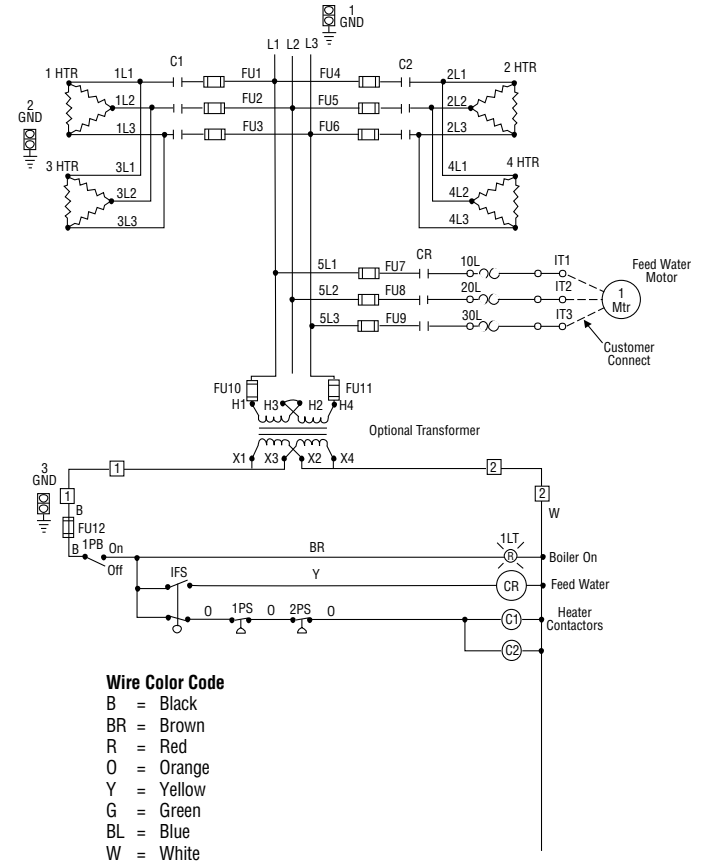 1
GND
L1 L2 L3
C1
C2
1 HTR
1L1
FU1
FU4
2L1
2 HTR
1L2
FU2
FU5
2L2
2
GND
1L3
FU3
FU6
2L3
3 HTR
3L1
4L1
4 HTR
3L2
4L2
3L3
4L3
CR
5L1
FU7
10L
IT1
Feed Water
Motor
5L2
FU8
20L
IT2
1
Mtr
5L3
FU9
30L
IT3
Customer
Connect
FU10
FU11
H1 H3 H2 H4
Optional Transformer
X1 X3 X2 X4
1
2
3
GND
1
2
B
W
FU12
B 1PB On
Off
BR
1LT
R
Boiler On
IFS
Y
CR
Feed Water
O 1PS O 2PS O
C1
Heater
Contactors
C2
Wire Color Code
B = Black
BR = Brown
R = Red
O = Orange
Y = Yellow
G = Green
BL = Blue
W = White